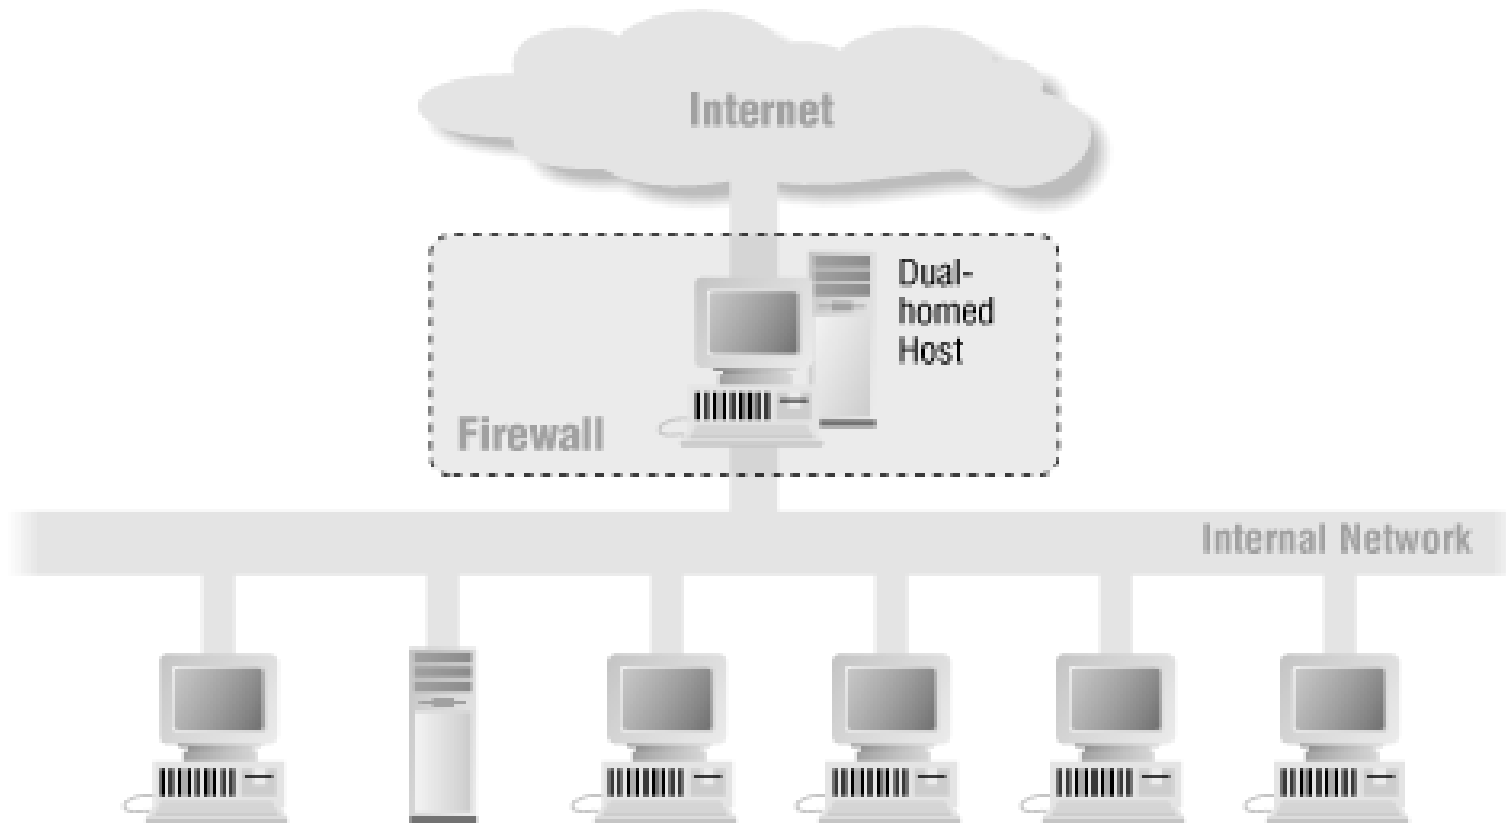 Internet
Dual-
homed
Host
Firewall
Internal Network